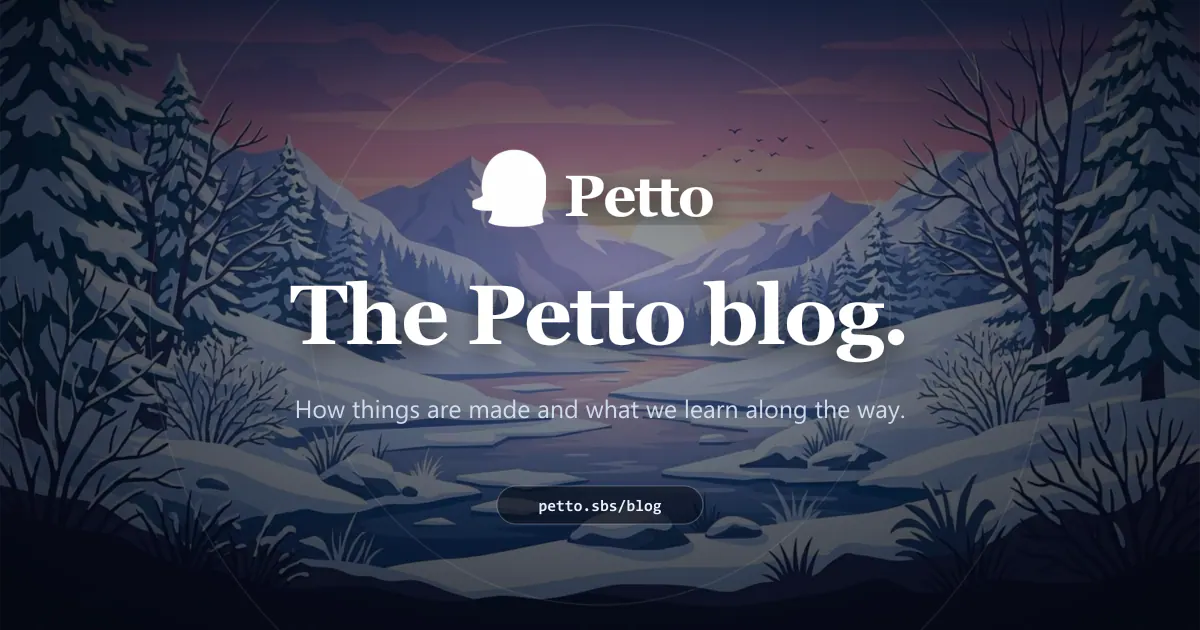 Petto
The Petto blog.
How things are made and what we learn along the way.
petto.sbs/blog